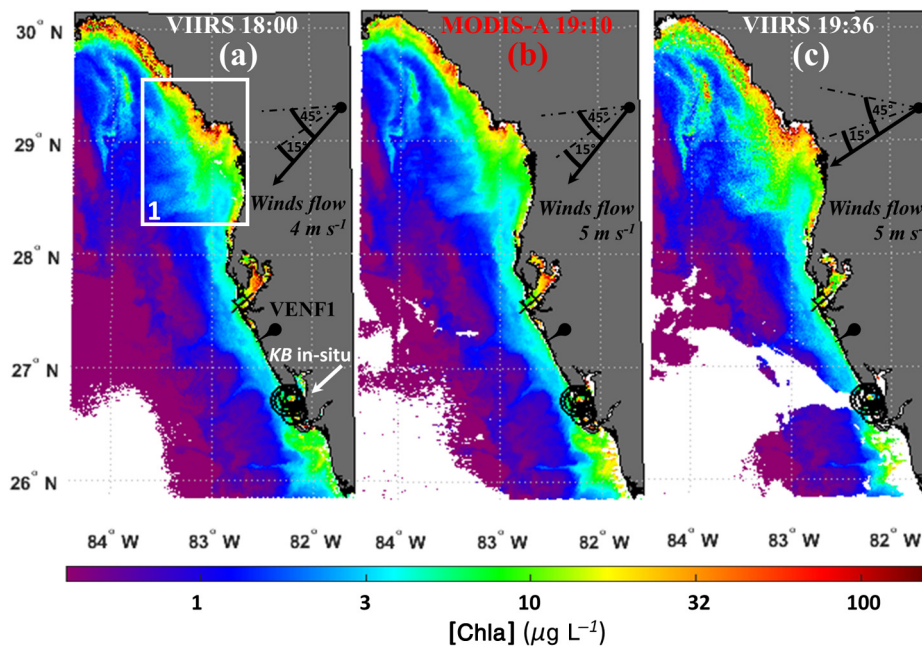 VIIRS 18:00
(a)
MODIS-A 19:10
(b)
VIIRS 19:36
(c)
30° N
29° N
28° N
27° N
26° N
45°
15°
Winds flow
4 m s⁻¹
1
VENF1
KB in-situ
45°
15°
Winds flow
5 m s⁻¹
45°
15°
Winds flow
5 m s⁻¹
84° W 83° W 82° W
84° W 83° W 82° W
84° W 83° W 82° W
1 3 10 32 100
[Chla] (μg L⁻¹)